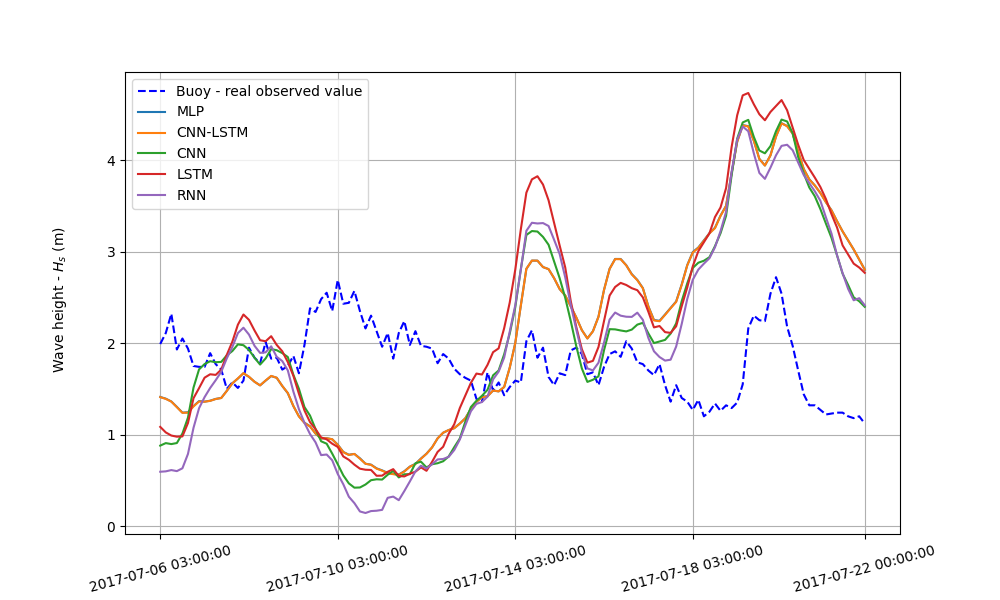 Buoy - real observed value
MLP
CNN-LSTM
CNN
LSTM
RNN
Wave height - Hₛ (m)
4
3
2
1
0
2017-07-06 03:00:00
2017-07-10 03:00:00
2017-07-14 03:00:00
2017-07-18 03:00:00
2017-07-22 00:00:00